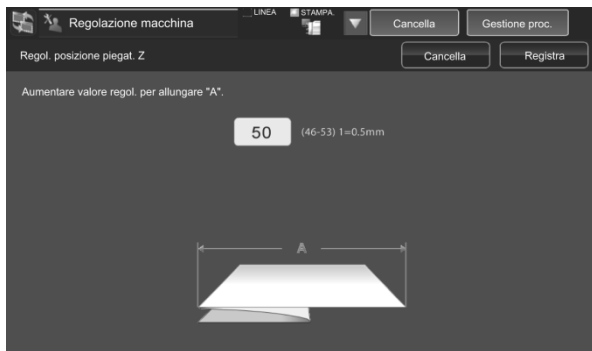 Regolazione macchina
LINEA
STAMPA.
Cancella
Gestione proc.
Regol. posizione piegat. Z
Cancella
Registra
Aumentare valore regol. per allungare "A".
50
(46-53) 1=0.5mm
A